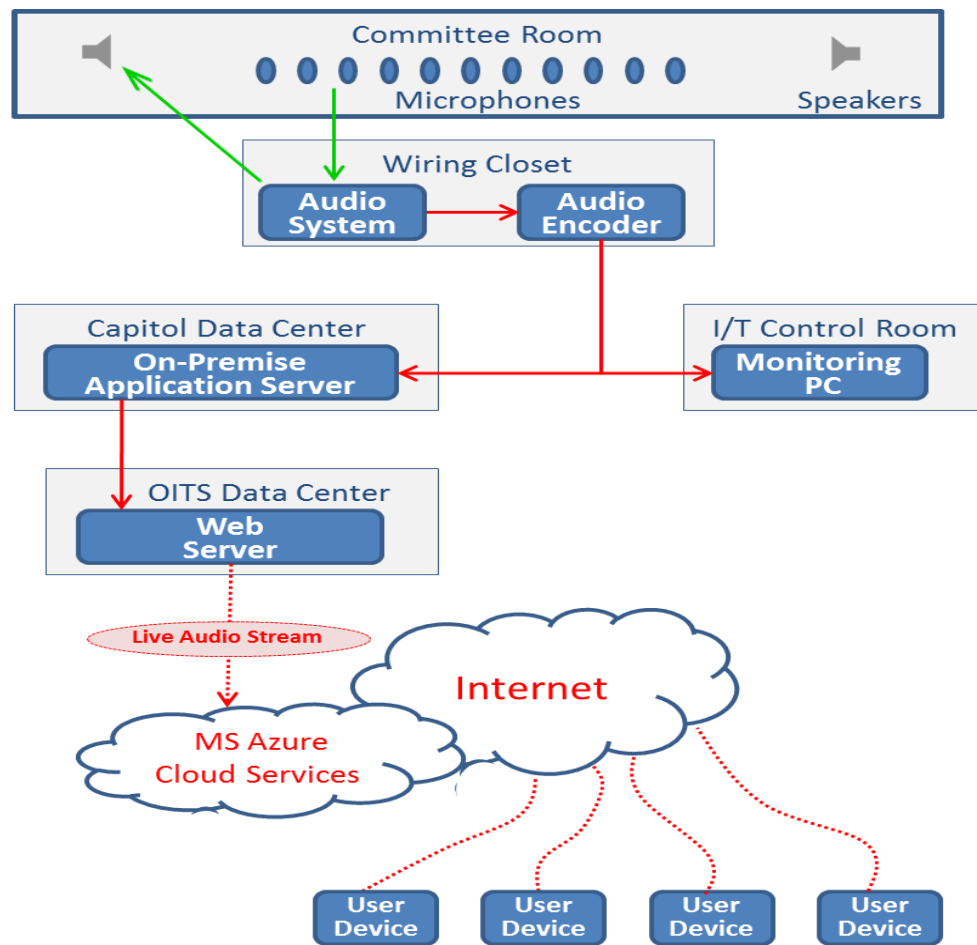 Committee Room
Microphones
Speakers
Wiring Closet
Audio
System
Audio
Encoder
Capitol Data Center
On-Premise
Application Server
I/T Control Room
Monitoring
PC
OITS Data Center
Web
Server
Live Audio Stream
Internet
MS Azure
Cloud Services
User
Device
User
Device
User
Device
User
Device